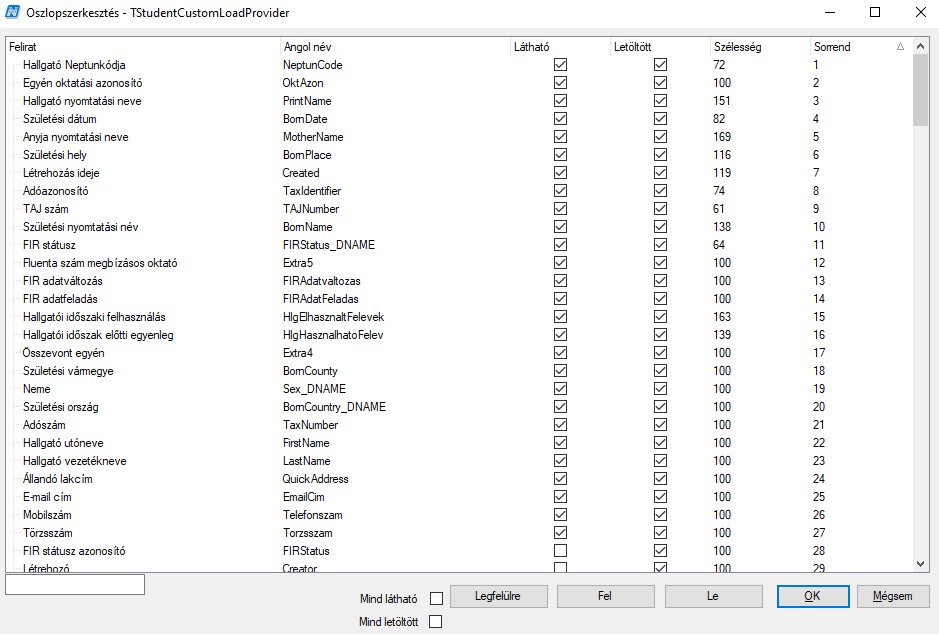 Oszlopszerkesztés - TStudentCustomLoadProvider
Felirat Angol név Látható Letöltött Szélesség Sorrend
Hallgató Neptunkódja NeptunCode 72 1
Egyén oktatási azonosító OktAzon 100 2
Hallgató nyomtatási neve PrintName 151 3
Születési dátum BornDate 82 4
Anyja nyomtatási neve MotherName 169 5
Születési hely BornPlace 116 6
Létrehozás ideje Created 119 7
Adóazonosító TaxIdentifier 74 8
TAJ szám TAJNumber 61 9
Születési nyomtatási név BornName 138 10
FIR státusz FIRStatus_DNAME 64 11
Fluenta szám megbízásos oktató Extra5 100 12
FIR adatváltozás FIRAdatvaltozas 100 13
FIR adatfeladás FIRAdatFeladas 100 14
Hallgatói időszaki felhasználás HlgElhasznaltFelevek 163 15
Hallgatói időszak előtti egyenleg HlgHasznalhatoFelev 139 16
Összevont egyén Extra4 100 17
Születési vármegye BornCounty 100 18
Neme Sex_DNAME 100 19
Születési ország BornCountry_DNAME 100 20
Adószám TaxNumber 100 21
Hallgató utóneve FirstName 100 22
Hallgató vezetékneve LastName 100 23
Állandó lakcím QuickAddress 100 24
E-mail cím EmailCim 100 25
Mobilszám Telefonszam 100 26
Törzsszám Torzsszam 100 27
FIR státusz azonosító FIRStatus 100 28
Létrehozó Creator 100 29
Mind látható Legfelülre Fel Le OK Mégsem
Mind letöltött